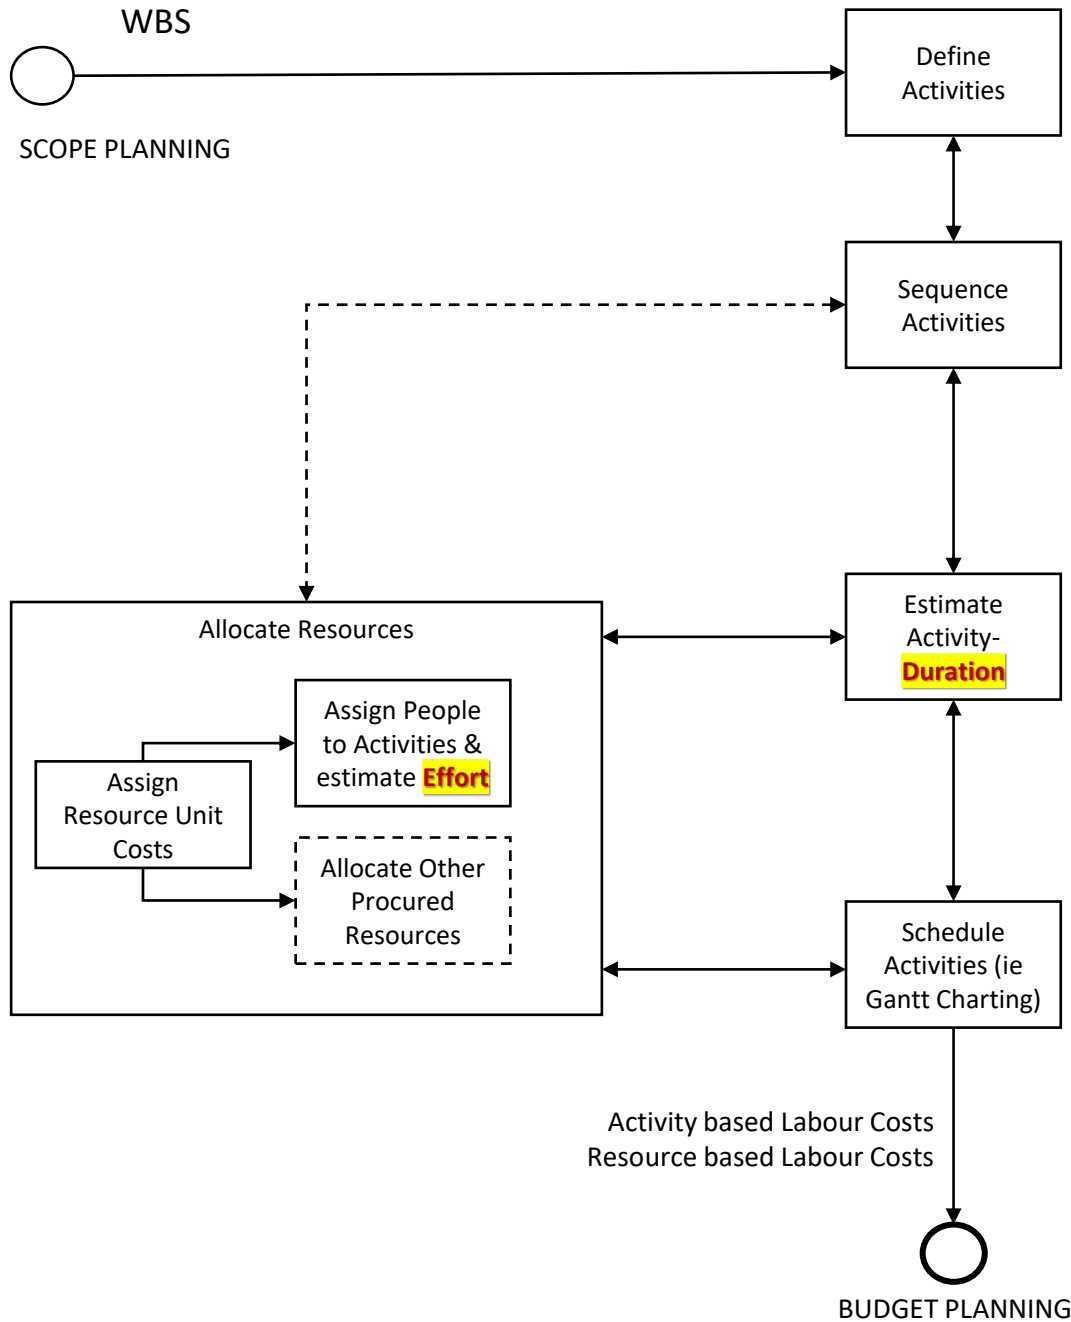 WBS
Define
Activities
SCOPE PLANNING
Sequence
Activities
Allocate Resources
Estimate
Activity-
Duration
Assign People
to Activities &
estimate Effort
Assign
Resource Unit
Costs
Allocate Other
Procured
Resources
Schedule
Activities (ie
Gantt Charting)
Activity based Labour Costs
Resource based Labour Costs
BUDGET PLANNING